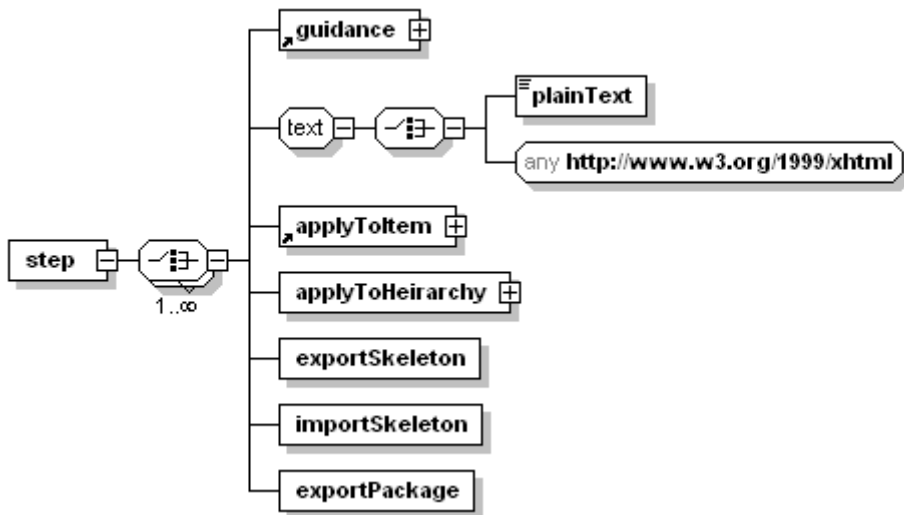 guidance
plainText
text
any http://www.w3.org/1999/xhtml
applyToItem
step
applyToHeirarchy
1..∞
exportSkeleton
importSkeleton
exportPackage